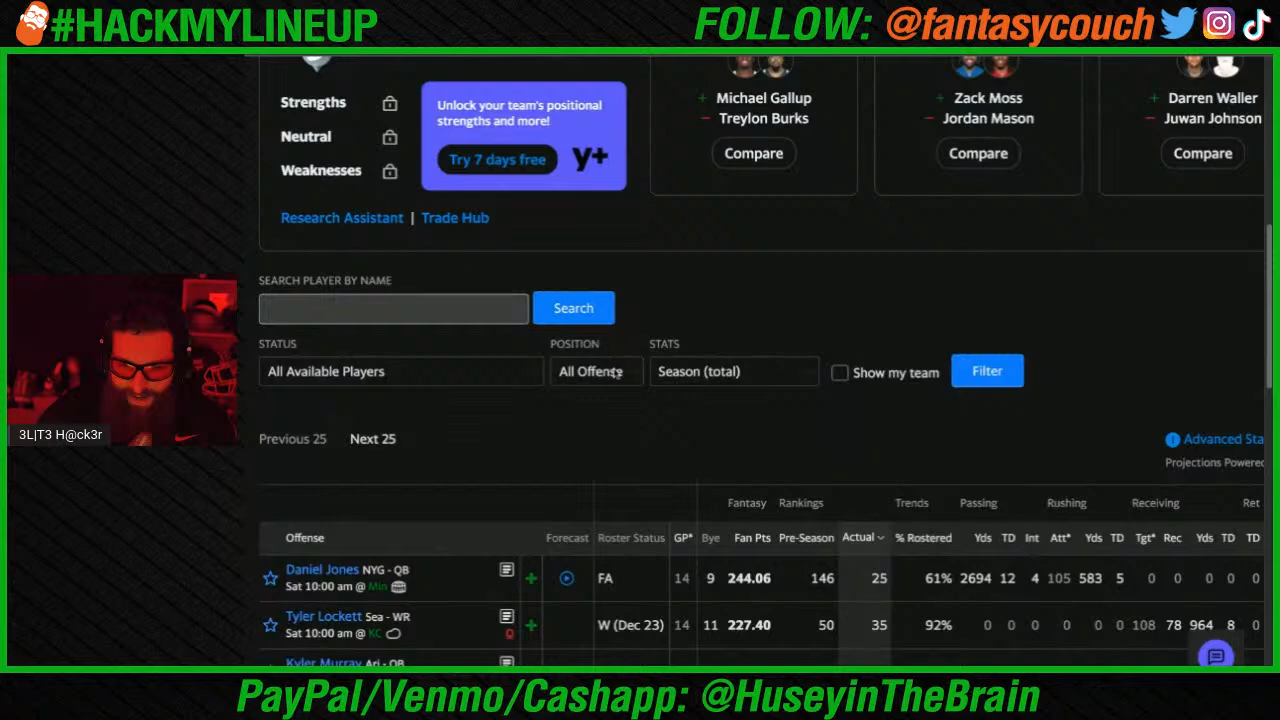 #HACKMYLINEUP
FOLLOW: @fantasycouch
Strengths
Neutral
Weaknesses
Unlock your team's positional
strengths and more!
Try 7 days free
y+
Research Assistant | Trade Hub
+ Michael Gallup
− Treylon Burks
Compare
+ Zack Moss
− Jordan Mason
Compare
+ Darren Waller
− Juwan Johnson
Compare
SEARCH PLAYER BY NAME
Search
STATUS
All Available Players
POSITION
All Offense
STATS
Season (total)
Show my team
Filter
Previous 25 Next 25
Advanced Sta
Projections Powered
Fantasy Rankings Trends Passing Rushing Receiving Ret
Offense Forecast Roster Status GP* Bye Fan Pts Pre-Season Actual % Rostered Yds TD Int Att* Yds TD Tgt* Rec Yds TD TD
Daniel Jones NYG - QB
Sat 10:00 am @ Min
FA 14 9 244.06 146 25 61% 2694 12 4 105 583 5 0 0 0 0 0
Tyler Lockett Sea - WR
Sat 10:00 am @ KC
Q
W (Dec 23) 14 11 227.40 50 35 92% 0 0 0 0 0 0 108 78 964 8 0
Kyler Murray Ari - QB
3L|T3 H@ck3r
PayPal/Venmo/Cashapp: @HuseyinTheBrain